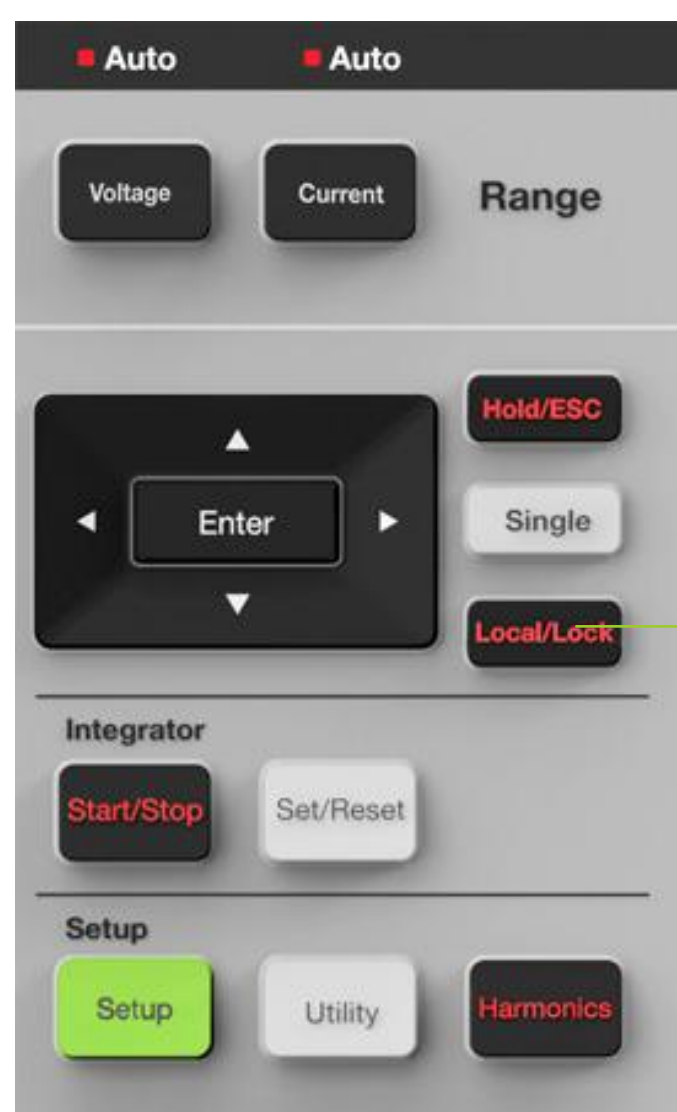 Auto Auto
Voltage Current Range
Hold/ESC
Enter Single
Local/Lock
Integrator
Start/Stop Set/Reset
Setup
Setup Utility Harmonics